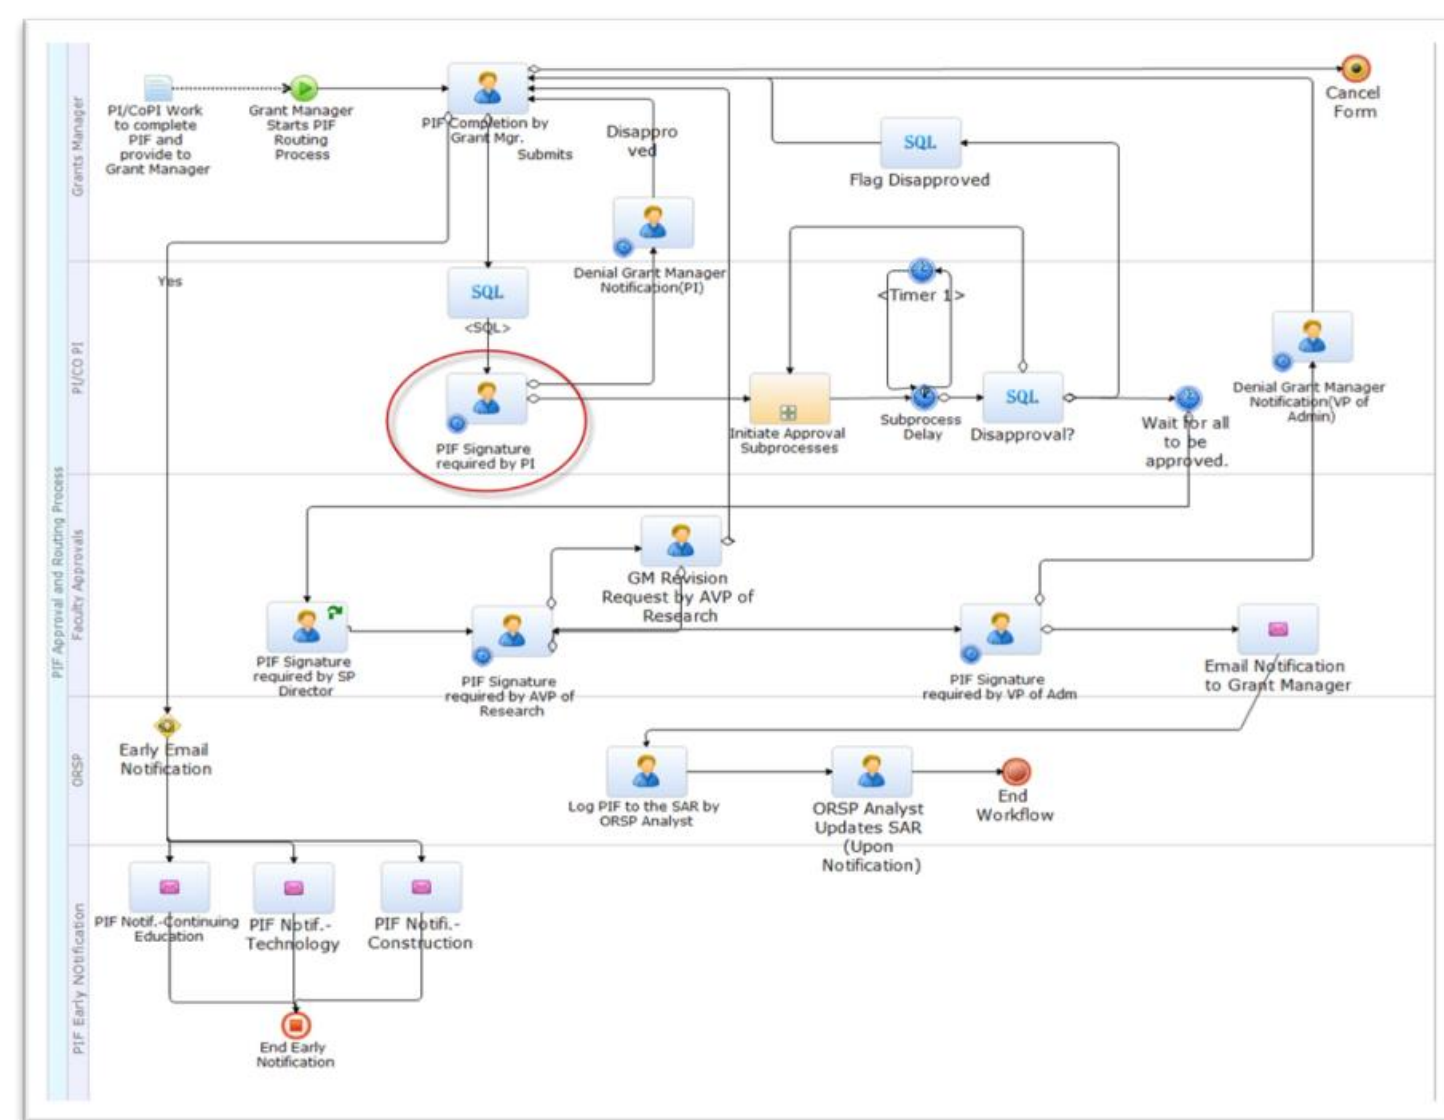 PIF Approval and Routing Process
Grants Manager
PI/CoPI Work
to complete
PIF and
provide to
Grant Manager
Grant Manager
Starts PIF
Routing
Process
PIF Completion by
Grant Mgr.
Submits
Disappro
ved
SQL
Flag Disapproved
Cancel
Form
Denial Grant Manager
Notification(PI)
PI/CO PI
Yes
SQL
<SQL>
PIF Signature
required by PI
Initiate Approval
Subprocesses
<Timer 1>
Subprocess
Delay
SQL
Disapproval?
Wait for all
to be
approved.
Denial Grant Manager
Notification(VP of
Admin)
Faculty Approvals
PIF Signature
required by SP
Director
PIF Signature
required by AVP of
Research
GM Revision
Request by AVP of
Research
PIF Signature
required by VP of Adm
Email Notification
to Grant Manager
ORSP
Early Email
Notification
Log PIF to the SAR by
ORSP Analyst
ORSP Analyst
Updates SAR
(Upon
Notification)
End
Workflow
PIF Early NOtification
PIF Notif.-Continuing
Education
PIF Notif.-
Technology
PIF Notifi.-
Construction
End Early
Notification